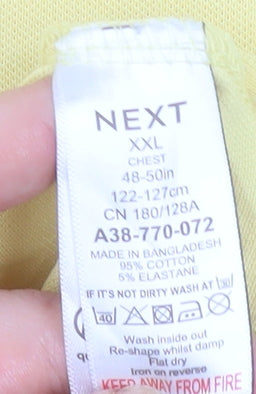 NEXT
XXL
CHEST
48-50in
122-127cm
CN 180/128A
A38-770-072
MADE IN BANGLADESH
95% COTTON
5% ELASTANE
IF IT'S NOT DIRTY WASH AT 30
40
Wash inside out
Re-shape whilst damp
Flat dry
Iron on reverse
KEEP AWAY FROM FIRE